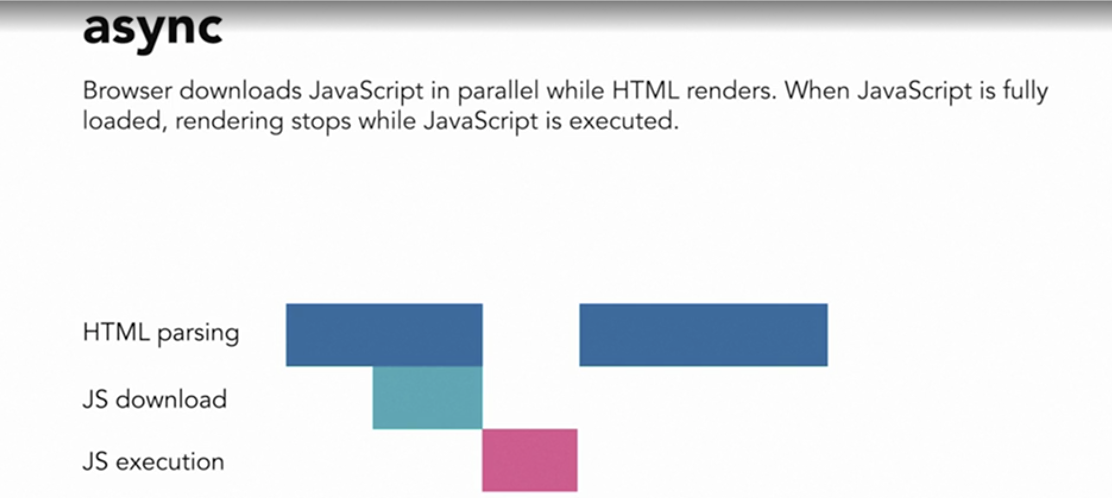 async
Browser downloads JavaScript in parallel while HTML renders. When JavaScript is fully
loaded, rendering stops while JavaScript is executed.
HTML parsing
JS download
JS execution